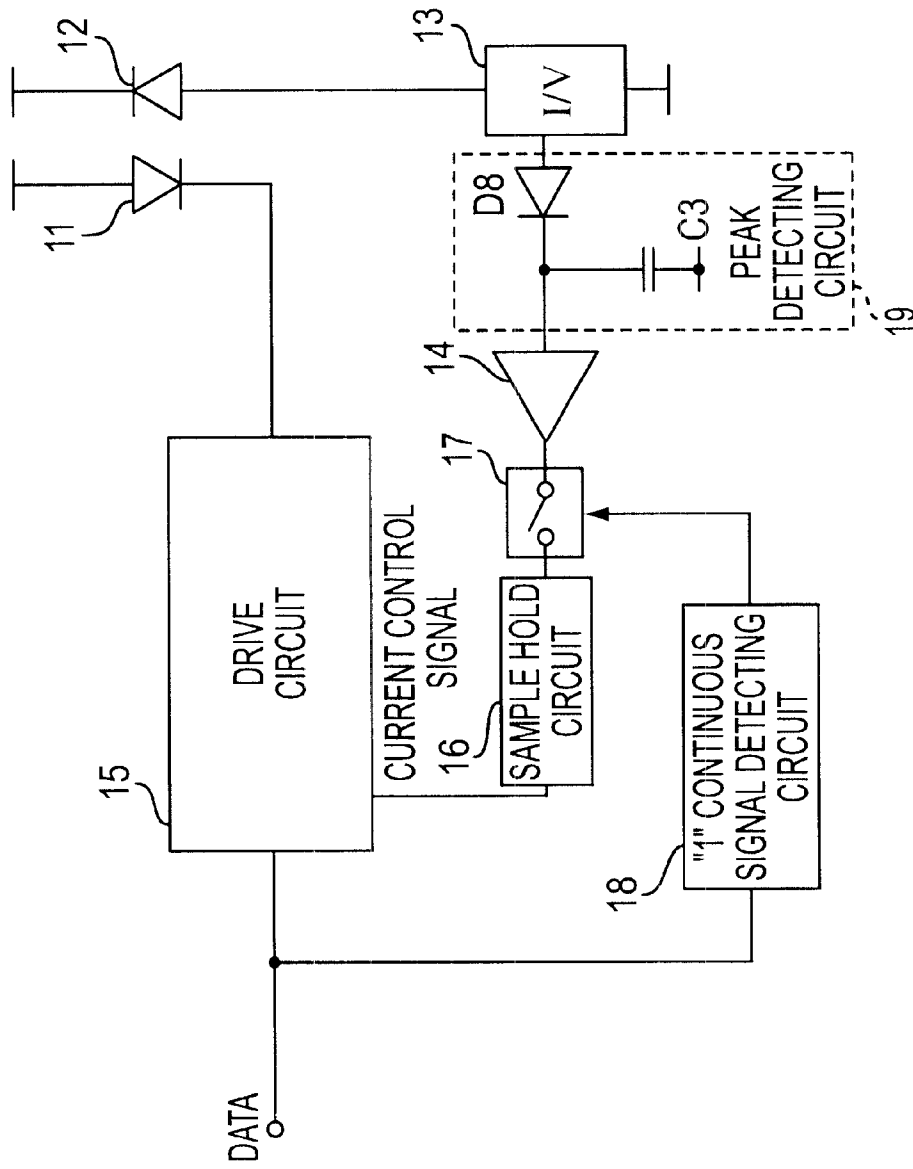 DATA
15
DRIVE
CIRCUIT
11
12
CURRENT CONTROL
SIGNAL
16
SAMPLE HOLD
CIRCUIT
17
14
D8
C3
PEAK
DETECTING
CIRCUIT
19
13
I/V
18
"1" CONTINUOUS
SIGNAL DETECTING
CIRCUIT